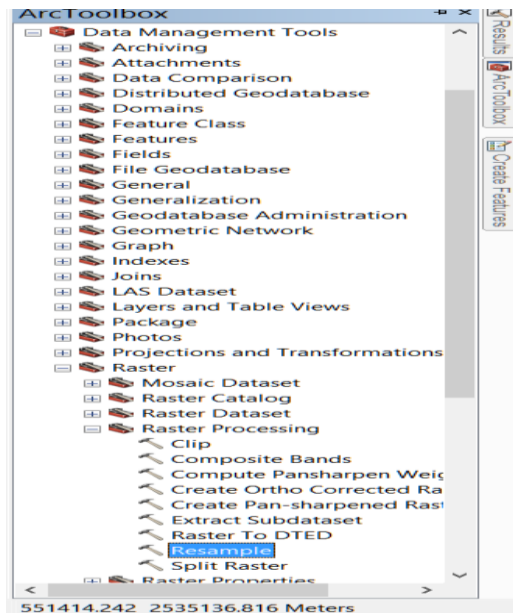 ArcToolbox
Data Management Tools
Archiving
Attachments
Data Comparison
Distributed Geodatabase
Domains
Feature Class
Features
Fields
File Geodatabase
General
Generalization
Geodatabase Administration
Geometric Network
Graph
Indexes
Joins
LAS Dataset
Layers and Table Views
Package
Photos
Projections and Transformations
Raster
Mosaic Dataset
Raster Catalog
Raster Dataset
Raster Processing
Clip
Composite Bands
Compute Pansharpen Weig
Create Ortho Corrected Ra
Create Pan-sharpened Rast
Extract Subdataset
Raster To DTED
Resample
Split Raster
Raster Properties
551414.242 2535136.816 Meters
Results
ArcToolbox
Create Features